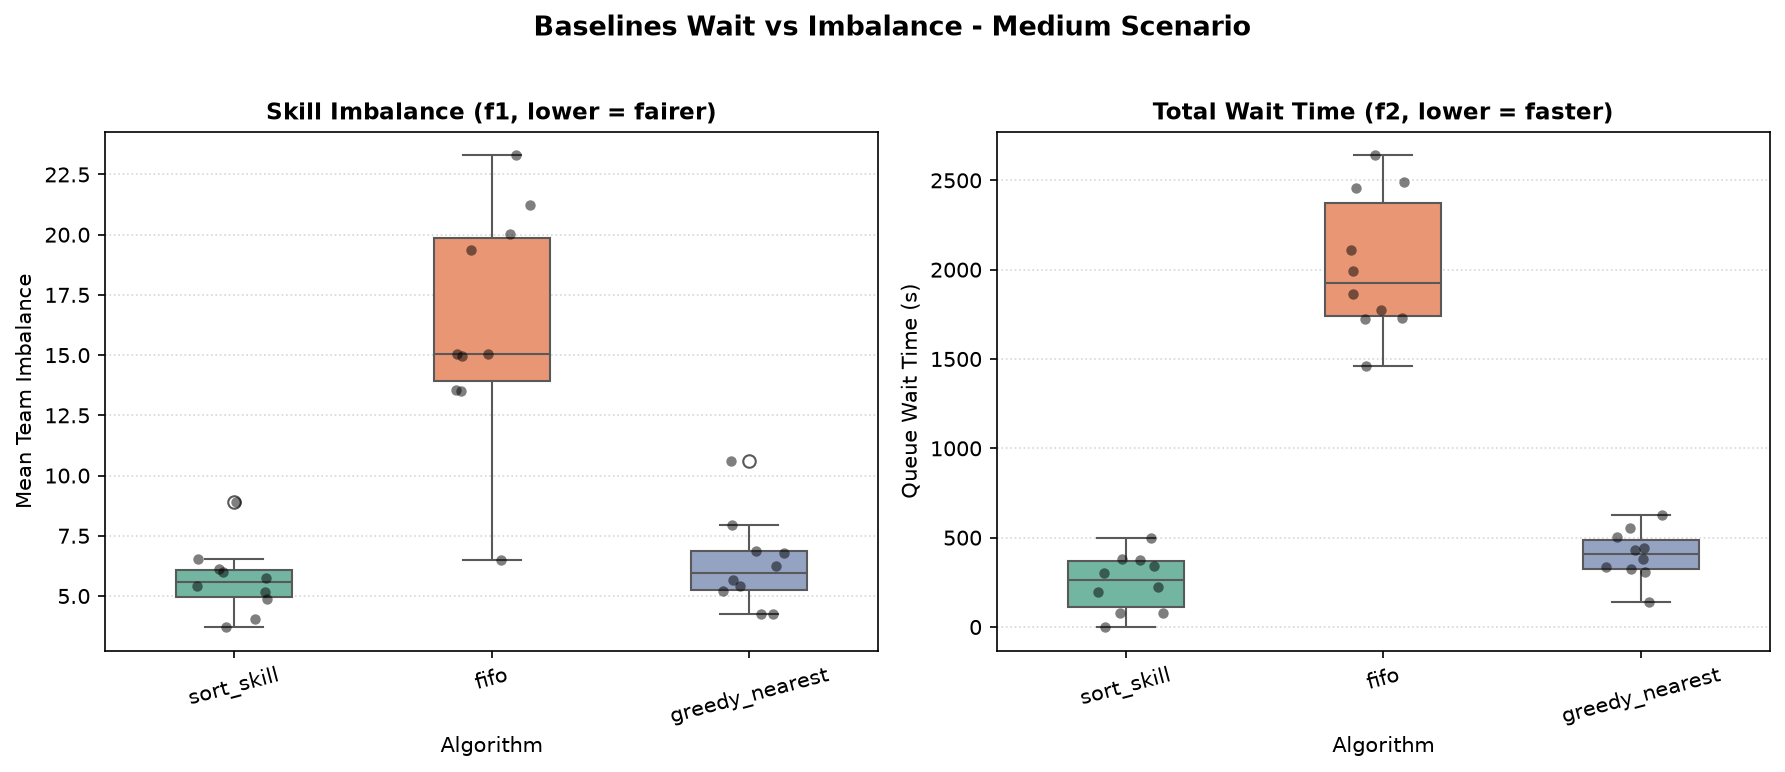 Baselines Wait vs Imbalance - Medium Scenario
Skill Imbalance (f1, lower = fairer)
Mean Team Imbalance
22.5
20.0
17.5
15.0
12.5
10.0
7.5
5.0
sort_skill
fifo
greedy_nearest
Algorithm
Total Wait Time (f2, lower = faster)
Queue Wait Time (s)
2500
2000
1500
1000
500
0
sort_skill
fifo
greedy_nearest
Algorithm